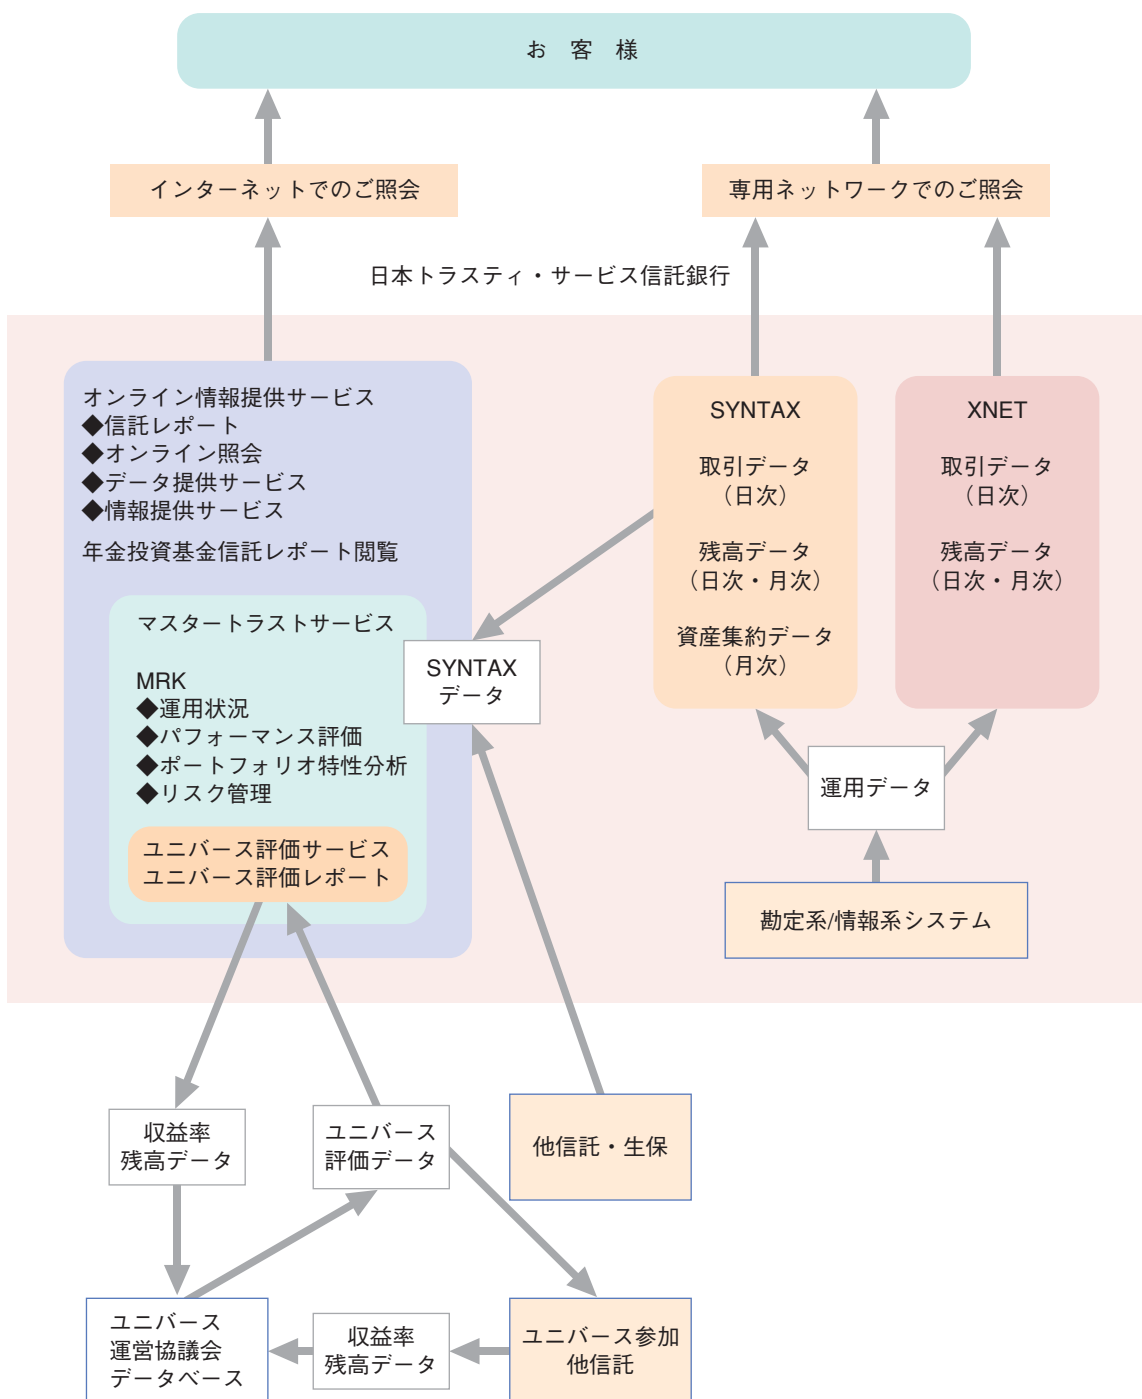 お 客 様
インターネットでのご照会
専用ネットワークでのご照会
日本トラスティ・サービス信託銀行
オンライン情報提供サービス
◆信託レポート
◆オンライン照会
◆データ提供サービス
◆情報提供サービス
年金投資基金信託レポート閲覧
マスタートラストサービス
MRK
◆運用状況
◆パフォーマンス評価
◆ポートフォリオ特性分析
◆リスク管理
ユニバース評価サービス
ユニバース評価レポート
SYNTAX
データ
SYNTAX
取引データ
（日次）
残高データ
（日次・月次）
資産集約データ
（月次）
XNET
取引データ
（日次）
残高データ
（日次・月次）
運用データ
勘定系/情報系システム
収益率
残高データ
ユニバース
評価データ
他信託・生保
ユニバース
運営協議会
データベース
収益率
残高データ
ユニバース参加
他信託